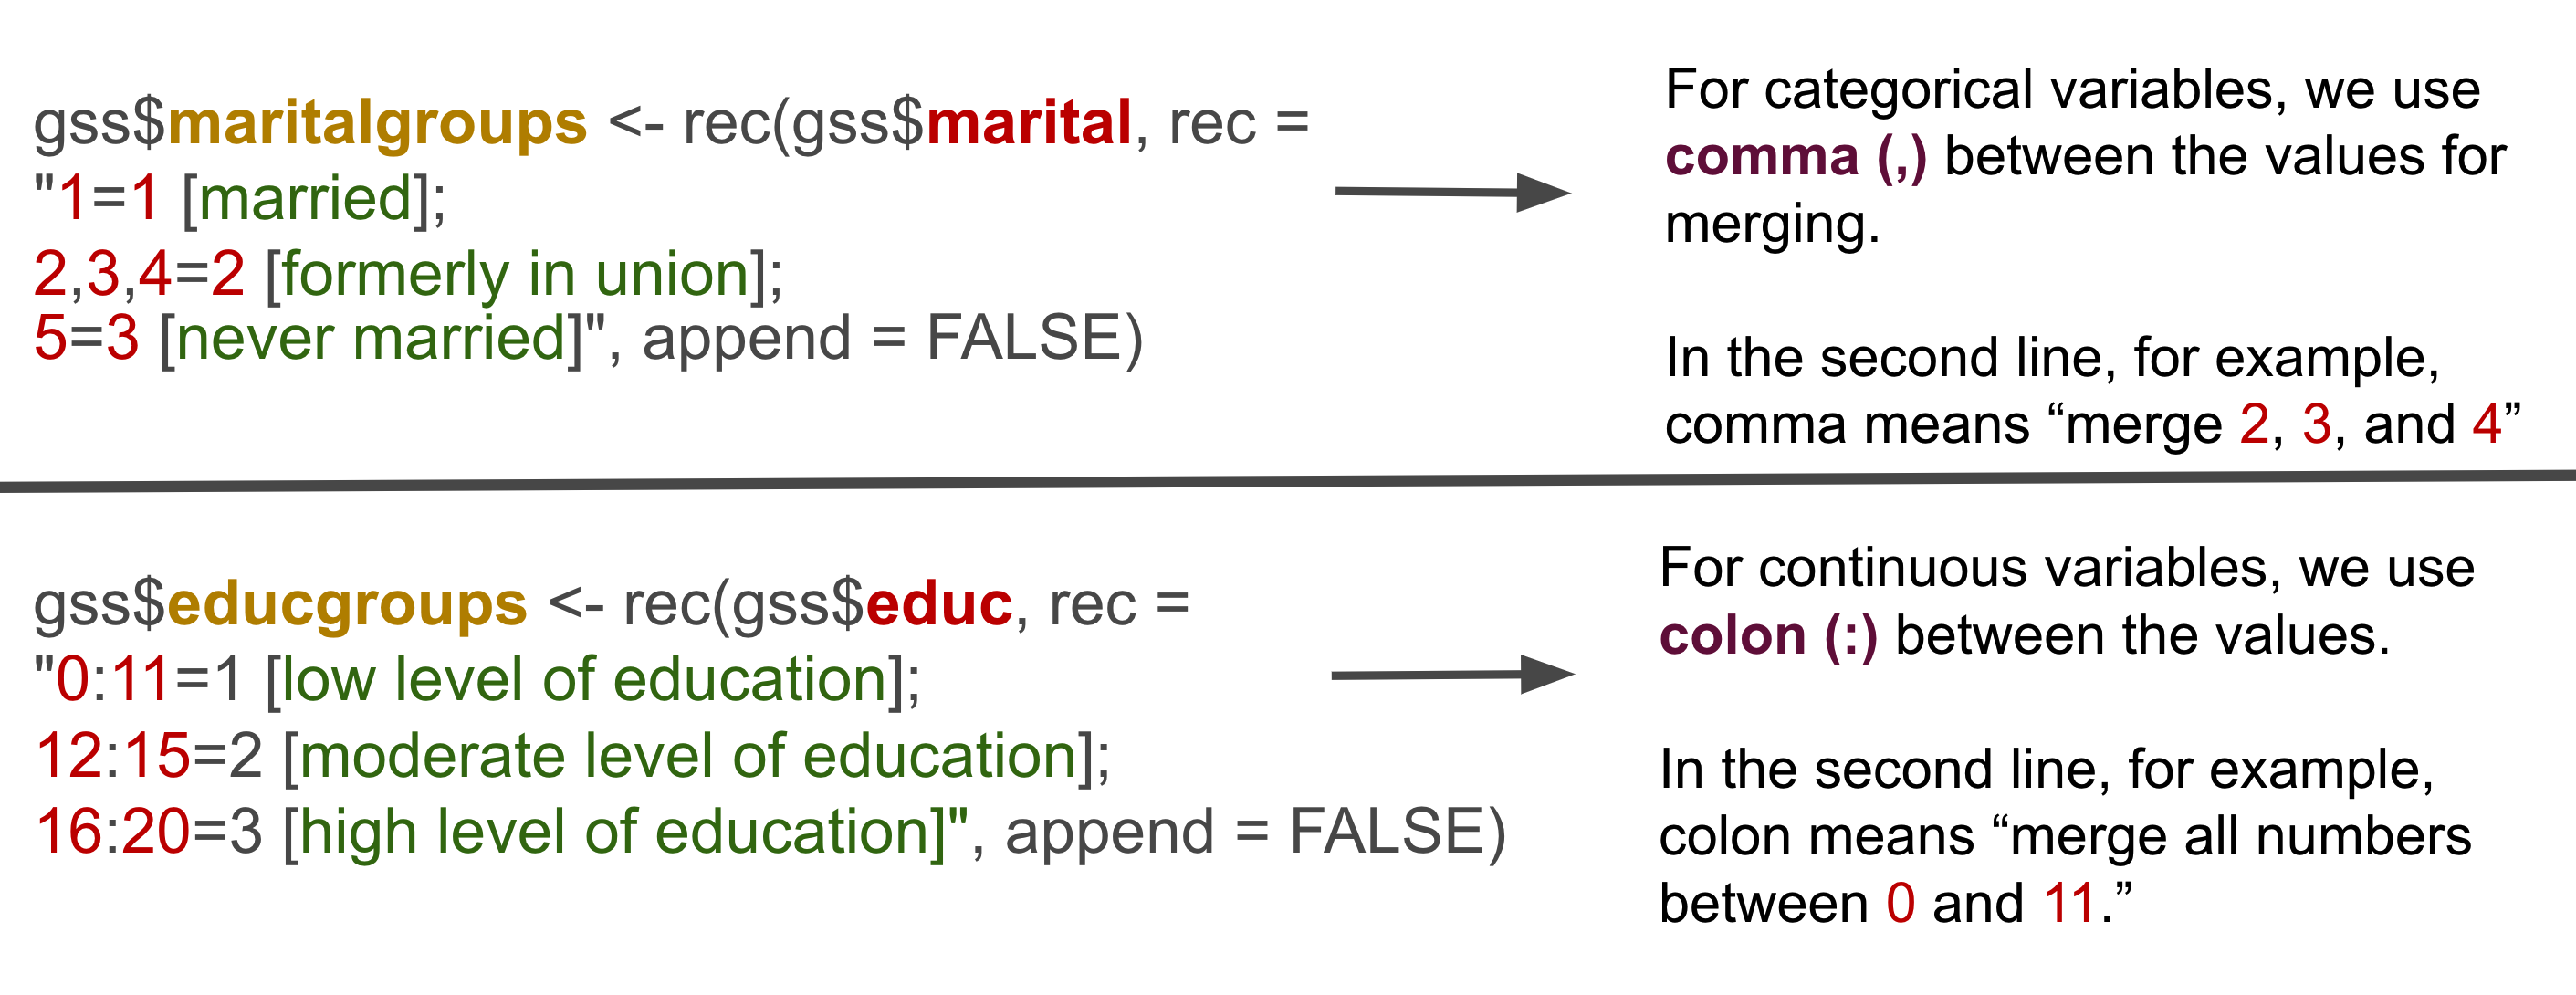 gss$maritalgroups <- rec(gss$marital, rec =
"1=1 [married];
2,3,4=2 [formerly in union];
5=3 [never married]", append = FALSE)
For categorical variables, we use
comma (,) between the values for
merging.
In the second line, for example,
comma means “merge 2, 3, and 4”
gss$educgroups <- rec(gss$educ, rec =
"0:11=1 [low level of education];
12:15=2 [moderate level of education];
16:20=3 [high level of education]", append = FALSE)
For continuous variables, we use
colon (:) between the values.
In the second line, for example,
colon means “merge all numbers
between 0 and 11.”